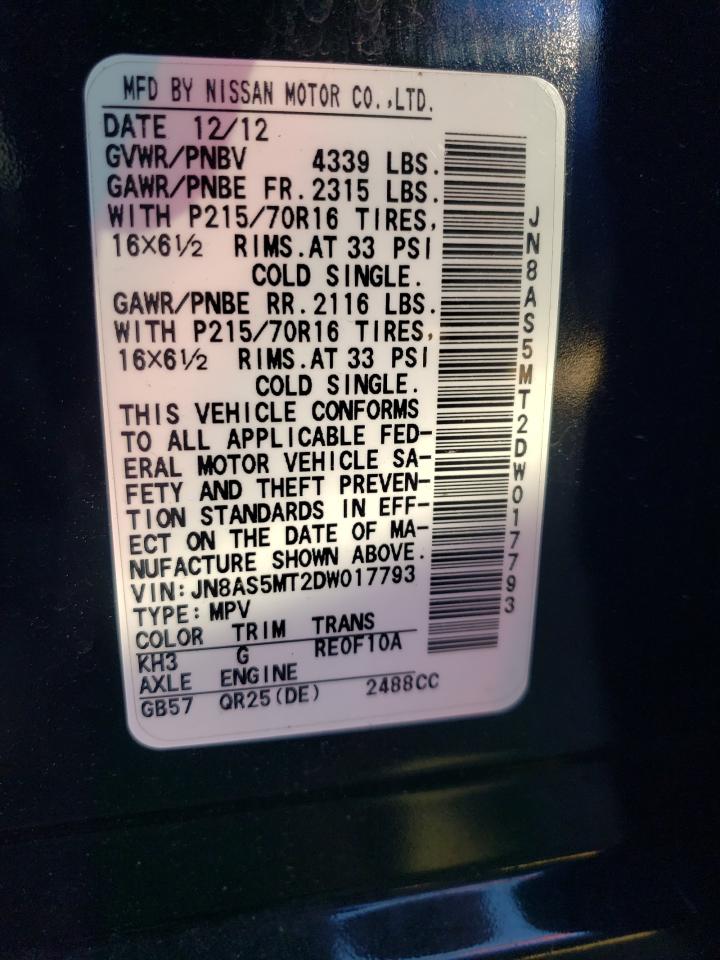 MFD BY NISSAN MOTOR CO.,LTD.
DATE 12/12
GVWR/PNBV 4339 LBS.
GAWR/PNBE FR.2315 LBS.
WITH P215/70R16 TIRES,
16×6½ RIMS.AT 33 PSI
COLD SINGLE.
GAWR/PNBE RR.2116 LBS.
WITH P215/70R16 TIRES,
16×6½ RIMS.AT 33 PSI
COLD SINGLE.
THIS VEHICLE CONFORMS
TO ALL APPLICABLE FED-
ERAL MOTOR VEHICLE SA-
FETY AND THEFT PREVEN-
TION STANDARDS IN EFF-
ECT ON THE DATE OF MA-
NUFACTURE SHOWN ABOVE.
VIN:JN8AS5MT2DW017793
TYPE:MPV
COLOR TRIM TRANS
KH3 G RE0F10A
AXLE ENGINE
GB57 QR25(DE) 2488CC
JN8AS5MT2DW017793